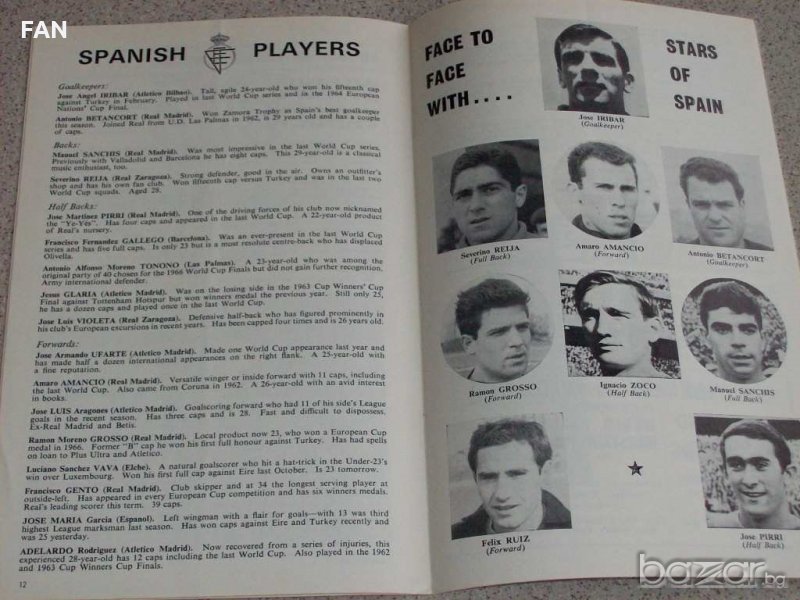 FAN
SPANISH PLAYERS
Goalkeepers:
Jose Angel IRIBAR (Atletico Bilbao). Tall, agile 24-year-old who won his fifteenth cap
against Turkey in February. Played in last World Cup series and in the 1964 European
Nations' Cup Final.
Antonio BETANCORT (Real Madrid). Won Zamora Trophy as Spain's best goalkeeper
this season. Joined Real from U.D. Las Palmas in 1962, is 29 years old and has a couple
of caps.
Backs:
Manuel SANCHIS (Real Madrid). Was most impressive in the last World Cup series.
Previously with Valladolid and Barcelona he has eight caps. This 29-year-old is a classical
music enthusiast, too.
Severino REIJA (Real Zaragoza). Strong defender, good in the air. Owns an outfitter's
shop and has his own fan club. Won fifteenth cap versus Turkey and was in the last two
World Cup squads. Aged 28.
Half Backs:
Jose Martinez PIRRI (Real Madrid). One of the driving forces of his club now nicknamed
the "Ye-Yes". Has four caps and appeared in the last World Cup. A 22-year-old product
of Real's nursery.
Francisco Fernandez GALLEGO (Barcelona). Was an ever-present in the last World Cup
series and has five full caps. Is only 23 but is a most resolute centre-back who has displaced
Olivella.
Antonio Alfonso Moreno TONONO (Las Palmas). A 23-year-old who was among the
original party of 40 chosen for the 1966 World Cup Finals but did not gain further recognition.
Army international defender.
Jesus GLARIA (Atletico Madrid). Was on the losing side in the 1963 Cup Winners' Cup
Final against Tottenham Hotspur but won winners medal the previous year. Still only 25,
he has a dozen caps and played once in the last World Cup.
Jose Luis VIOLETA (Real Zaragoza). Defensive half-back who has figured prominently in
his club's European excursions in recent years. Has been capped four times and is 26 years old.
Forwards:
Jose Armando UFARTE (Atletico Madrid). Made one World Cup appearance last year and
has made half a dozen international appearances on the right flank. A 25-year-old with
a fine reputation.
Amaro AMANCIO (Real Madrid). Versatile winger or inside forward with 11 caps, including
the last World Cup. Also came from Coruna in 1962. A 26-year-old with an avid interest
in books.
Jose LUIS Aragones (Atletico Madrid). Goalscoring forward who had 11 of his side's League
goals in the recent season. Has three caps and is 28. Fast and difficult to dispossess.
Ex-Real Madrid and Betis.
Ramon Moreno GROSSO (Real Madrid). Local product now 23, who won a European Cup
medal in 1966. Former "B" cap he won his first full honour against Turkey. Has had spells
on loan to Plus Ultra and Atletico.
Luciano Sanchez VAVA (Elche). A natural goalscorer who hit a hat-trick in the Under-23's
win over Luxembourg. Won his first full cap against Eire last October. Is 23 tomorrow.
Francisco GENTO (Real Madrid). Club skipper and at 34 the longest serving player at
outside-left. Has appeared in every European Cup competition and has six winners medals.
Real's leading scorer this term. 39 caps.
JOSE MARIA Garcia (Espanol). Left wingman with a flair for goals—with 13 was third
highest League marksman last season. Has won caps against Eire and Turkey recently and
was 25 yesterday.
ADELARDO Rodriguez (Atletico Madrid). Now recovered from a series of injuries, this
experienced 28-year-old has 12 caps including the last World Cup. Also played in the 1962
and 1963 Cup Winners Cup Finals.
12
FACE TO
FACE
WITH . . . .
STARS
OF
SPAIN
Jose IRIBAR
(Goalkeeper)
Severino REIJA
(Full Back)
Amaro AMANCIO
(Forward)
Antonio BETANCORT
(Goalkeeper)
Ramon GROSSO
(Forward)
Ignacio ZOCO
(Half Back)
Manuel SANCHIS
(Full Back)
Felix RUIZ
(Forward)
Jose PIRRI
(Half Back)
bazar.bg